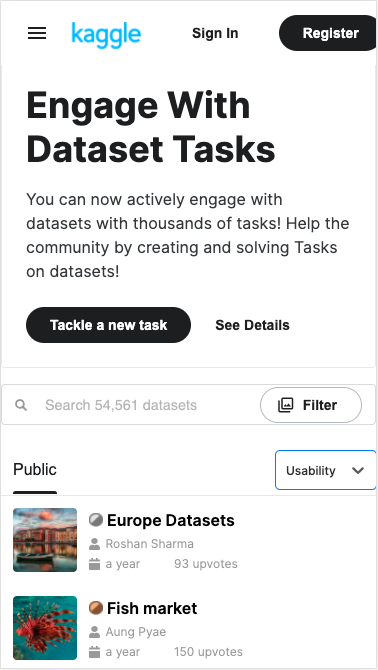 kaggle Sign In Register
Engage With
Dataset Tasks
You can now actively engage with
datasets with thousands of tasks! Help the
community by creating and solving Tasks
on datasets!
Tackle a new task See Details
Search 54,561 datasets Filter
Public Usability
Europe Datasets
Roshan Sharma
a year 93 upvotes
Fish market
Aung Pyae
a year 150 upvotes